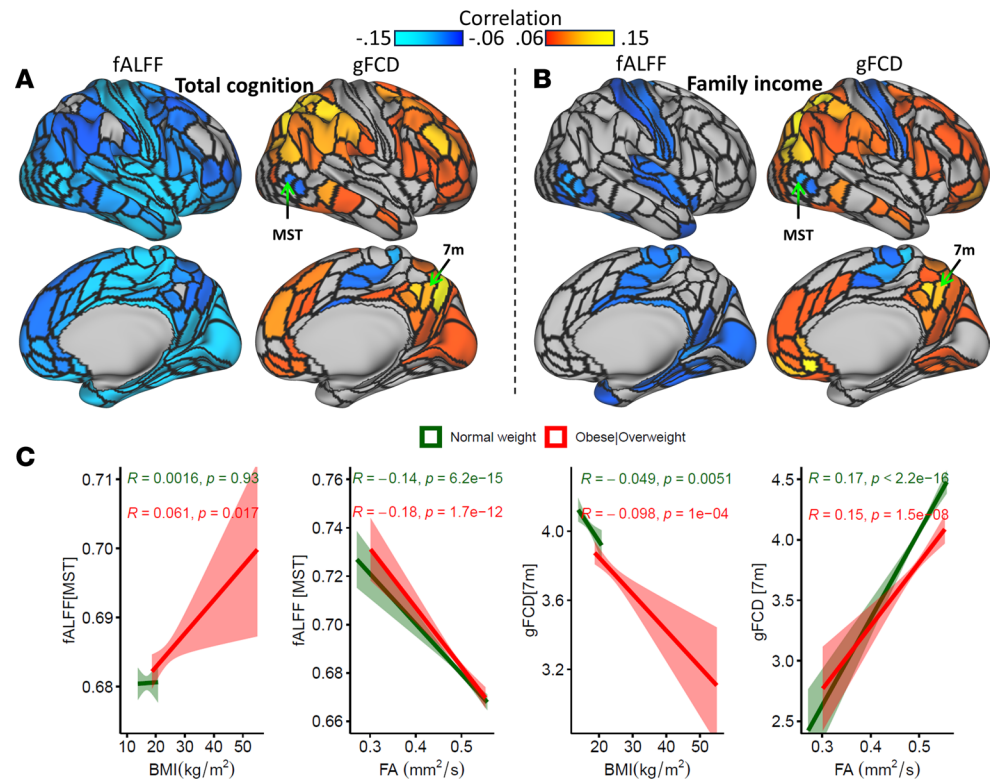 Correlation
-.15 -.06 .06 .15
A fALFF gFCD B fALFF gFCD
Total cognition Family income
MST MST
7m 7m
Normal weight Obese|Overweight
C
R = 0.0016, p = 0.93
R = 0.061, p = 0.017
fALFF[MST]
0.71
0.70
0.69
0.68
10 20 30 40 50
BMI(kg/m²)
R = −0.14, p = 6.2e−15
R = −0.18, p = 1.7e−12
fALFF [MST]
0.76
0.74
0.72
0.70
0.68
0.66
0.3 0.4 0.5
FA (mm²/s)
R = −0.049, p = 0.0051
R = −0.098, p = 1e−04
gFCD[7m]
4.0
3.6
3.2
20 30 40 50
BMI(kg/m²)
R = 0.17, p < 2.2e−16
R = 0.15, p = 1.5e−08
gFCD [7m]
4.5
4.0
3.5
3.0
2.5
0.3 0.4 0.5
FA (mm²/s)